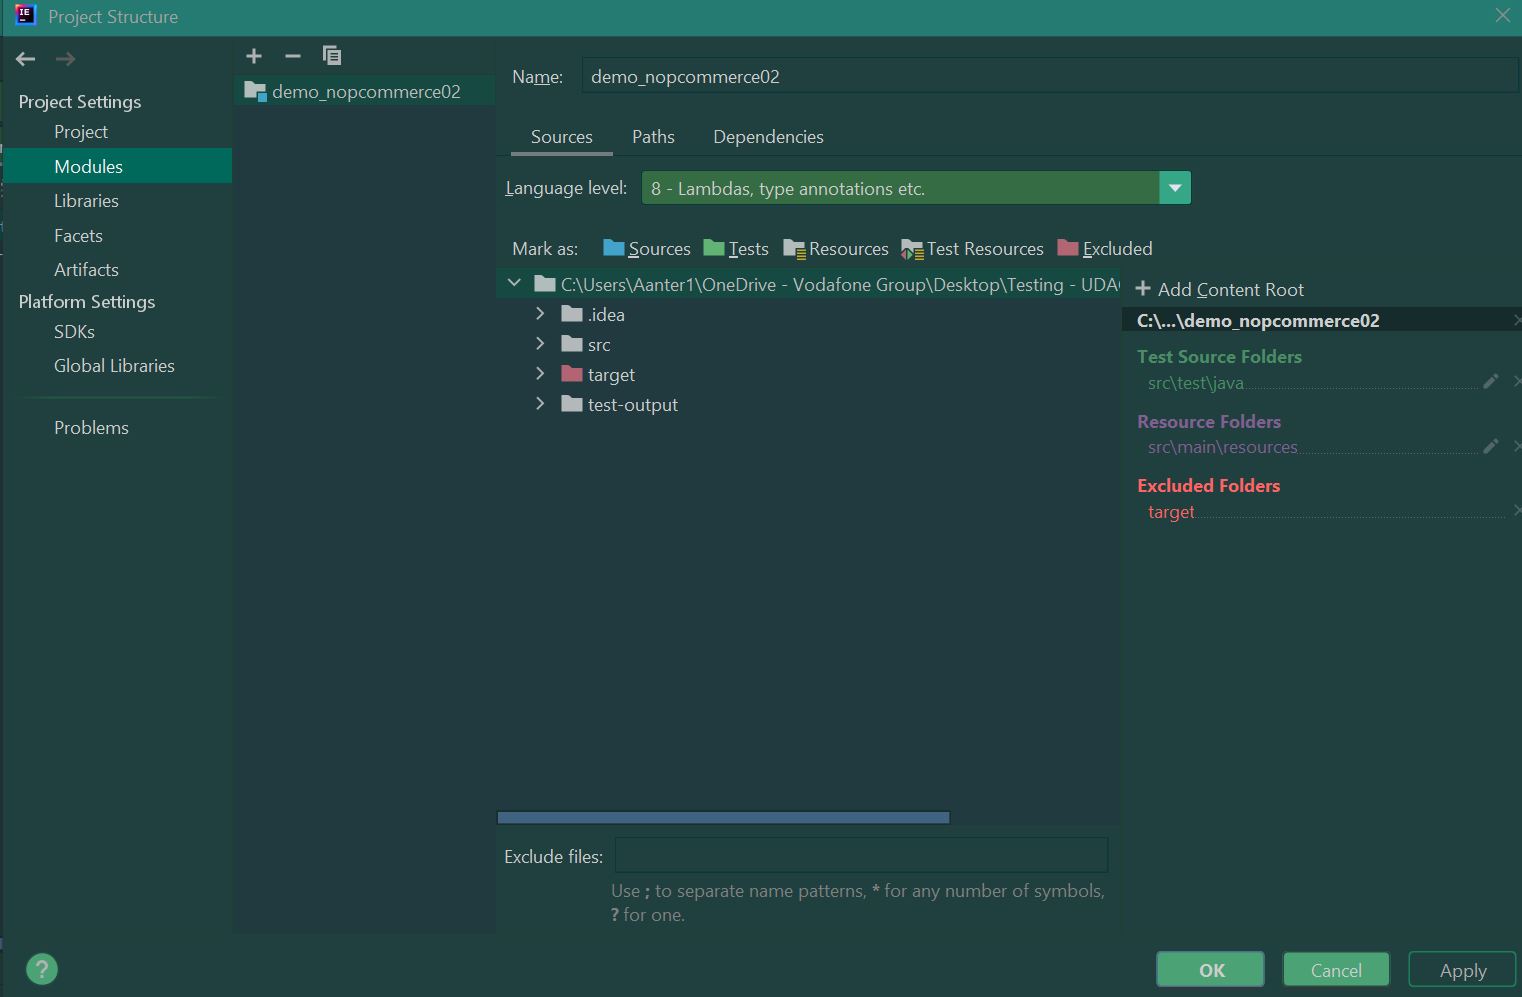 Project Structure
Project Settings
Project
Modules
Libraries
Facets
Artifacts
Platform Settings
SDKs
Global Libraries
Problems
demo_nopcommerce02
Name: demo_nopcommerce02
Sources Paths Dependencies
Language level: 8 - Lambdas, type annotations etc.
Mark as: Sources Tests Resources Test Resources Excluded
C:\Users\Aanter1\OneDrive - Vodafone Group\Desktop\Testing - UDA
.idea
src
target
test-output
Add Content Root
C:\...\demo_nopcommerce02
Test Source Folders
src\test\java
Resource Folders
src\main\resources
Excluded Folders
target
Exclude files:
Use ; to separate name patterns, * for any number of symbols,
? for one.
?
OK Cancel Apply